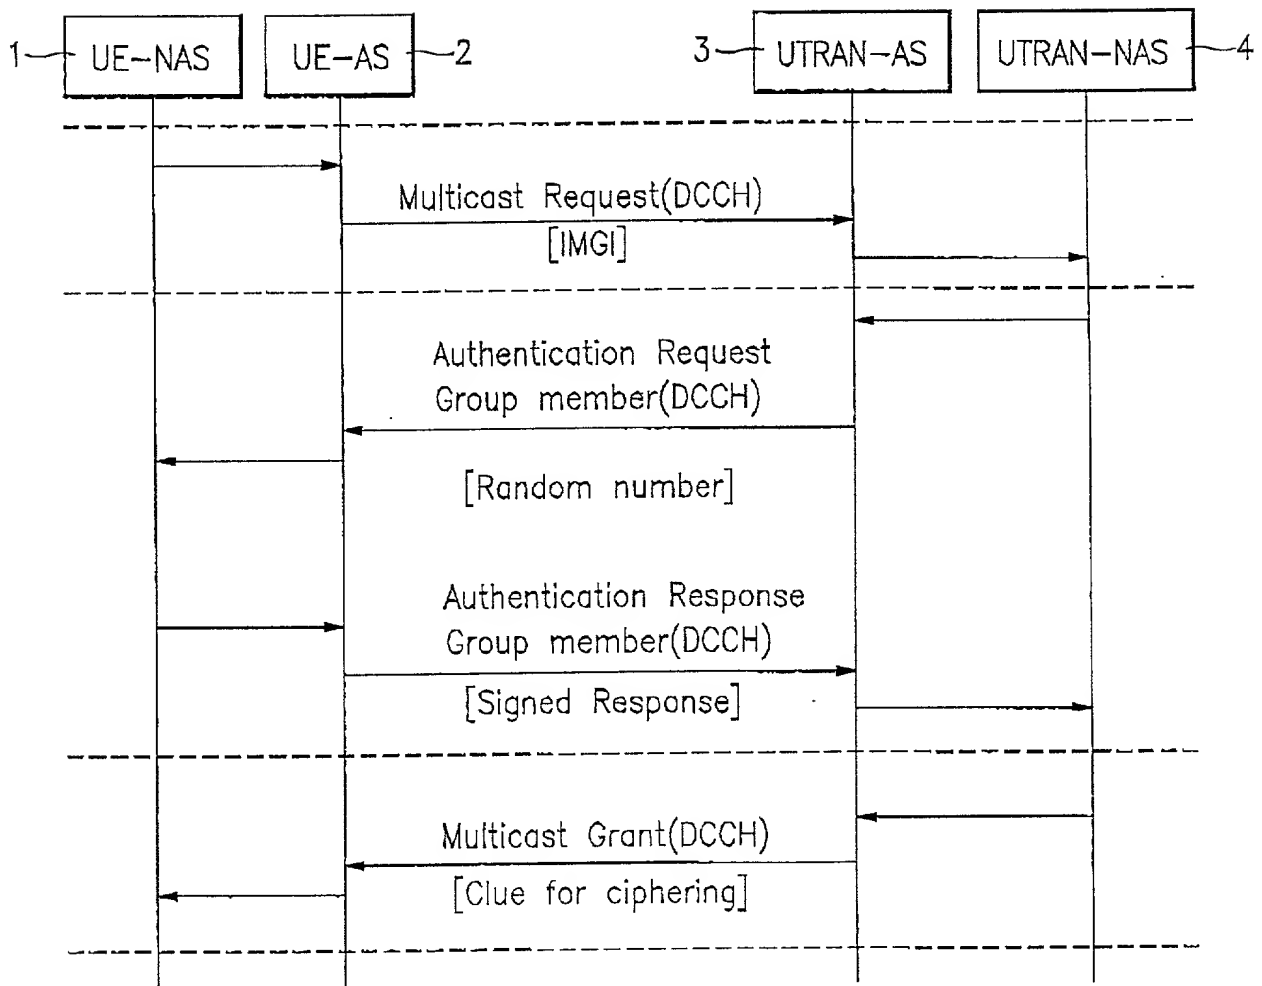 1 UE-NAS UE-AS 2 3 UTRAN-AS UTRAN-NAS 4
Multicast Request(DCCH)
[IMGI]
Authentication Request
Group member(DCCH)
[Random number]
Authentication Response
Group member(DCCH)
[Signed Response]
Multicast Grant(DCCH)
[Clue for ciphering]